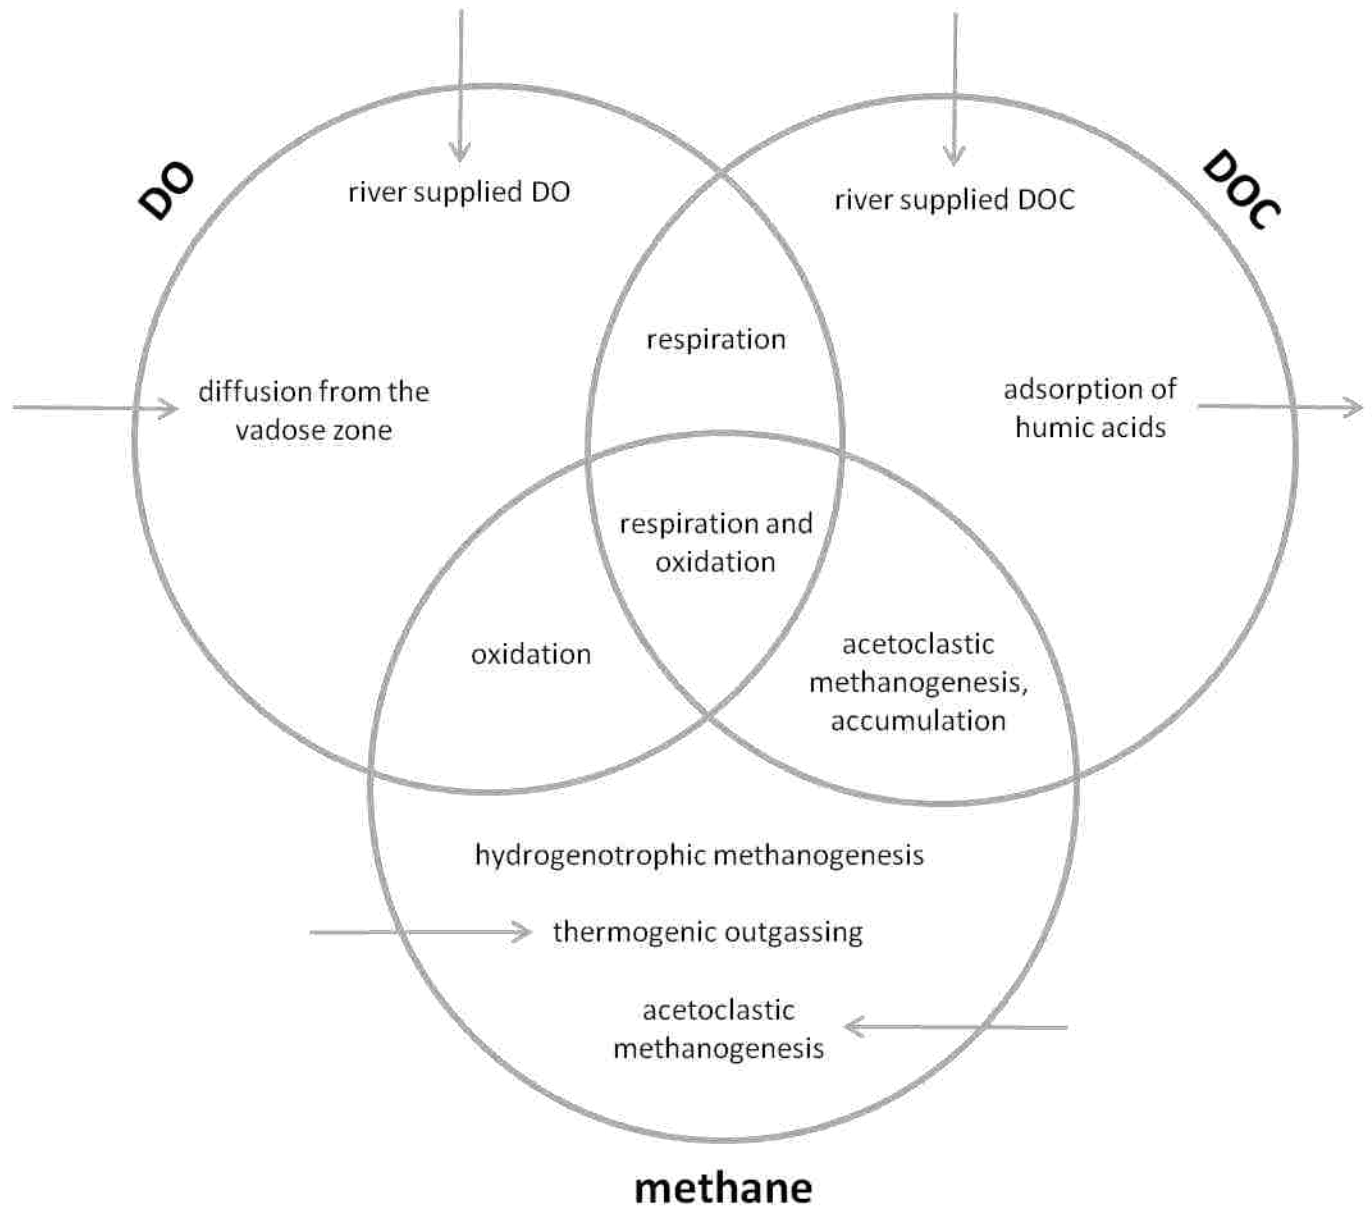 DO
DOC
river supplied DO
river supplied DOC
respiration
diffusion from the
vadose zone
adsorption of
humic acids
respiration and
oxidation
oxidation
acetoclastic
methanogenesis,
accumulation
hydrogenotrophic methanogenesis
thermogenic outgassing
acetoclastic
methanogenesis
methane